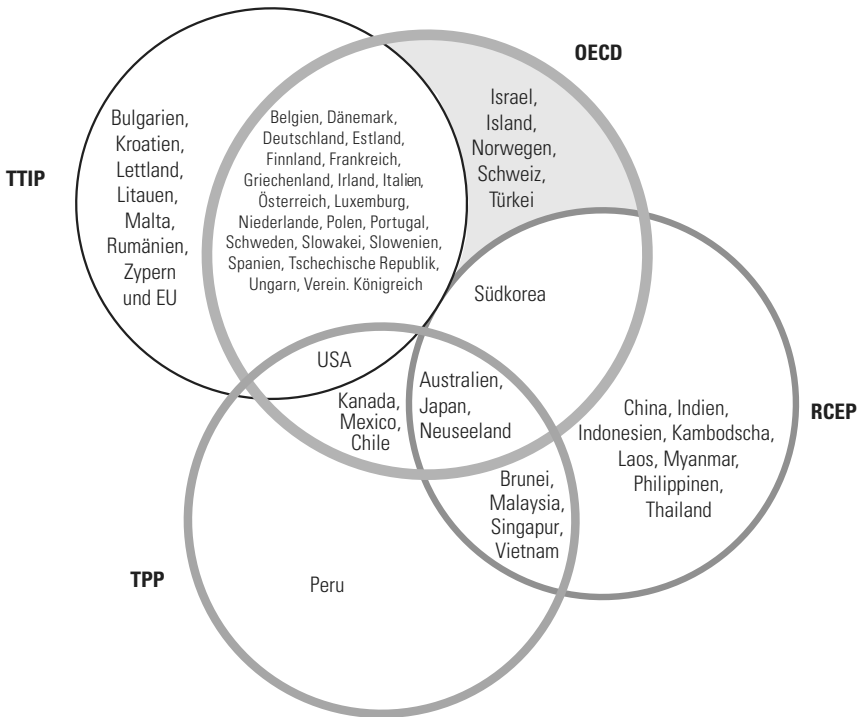 OECD
TTIP
Bulgarien,
Kroatien,
Lettland,
Litauen,
Malta,
Rumänien,
Zypern
und EU
Belgien, Dänemark,
Deutschland, Estland,
Finnland, Frankreich,
Griechenland, Irland, Italien,
Österreich, Luxemburg,
Niederlande, Polen, Portugal,
Schweden, Slowakei, Slowenien,
Spanien, Tschechische Republik,
Ungarn, Verein. Königreich
Israel,
Island,
Norwegen,
Schweiz,
Türkei
Südkorea
USA
Kanada,
Mexico,
Chile
Australien,
Japan,
Neuseeland
China, Indien,
Indonesien, Kambodscha,
Laos, Myanmar,
Philippinen,
Thailand
RCEP
Brunei,
Malaysia,
Singapur,
Vietnam
TPP
Peru